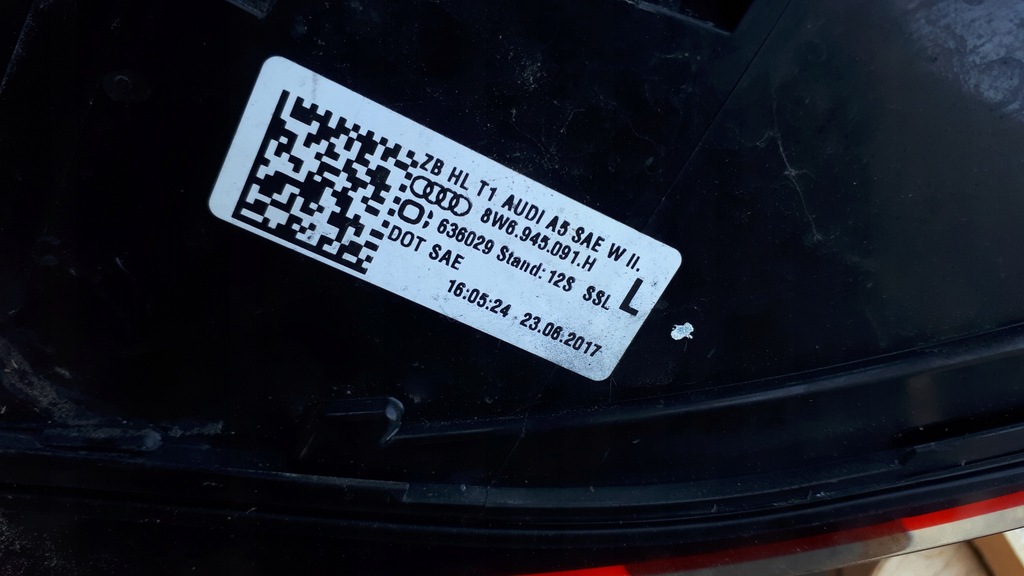 ZB HL T1 AUDI A5 SAE W II.
8W6.945.091.H
636029 Stand: 12S SSL L
DOT SAE
16:05:24 23.06.2017